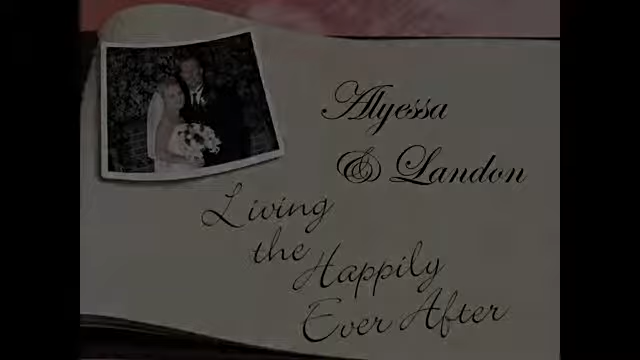 Alyessa
& Landon
Living
the
Happily
Ever After